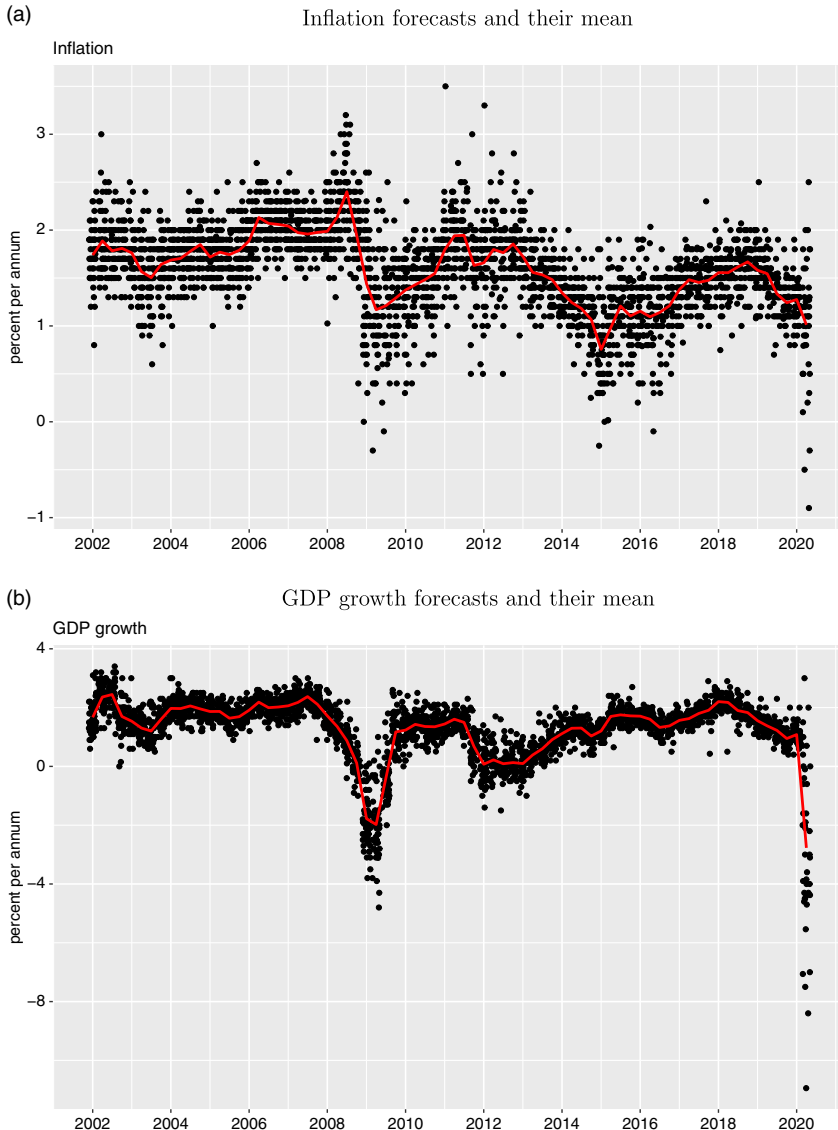 (a)
Inflation forecasts and their mean
Inflation
percent per annum
3
2
1
0
−1
2002 2004 2006 2008 2010 2012 2014 2016 2018 2020
(b)
GDP growth forecasts and their mean
GDP growth
percent per annum
4
0
−4
−8
2002 2004 2006 2008 2010 2012 2014 2016 2018 2020